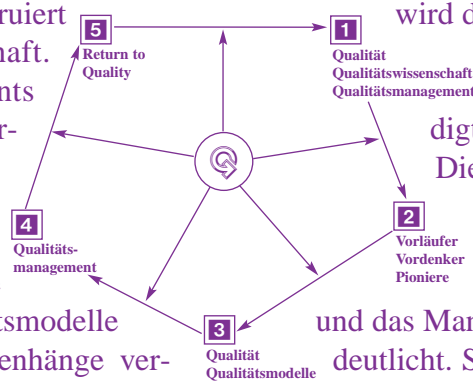 ruiert
wird d
haft.
5
Return to
Quality
1
Qualität
Qualitätswissenschaft
Qualitätsmanagement
nts
r-
digt
Die
4
Qualitäts-
management
2
Vorläufer
Vordenker
Pioniere
tsmodelle
und das Man
3
Qualität
Qualitätsmodelle
enhänge ver-
deutlicht. S